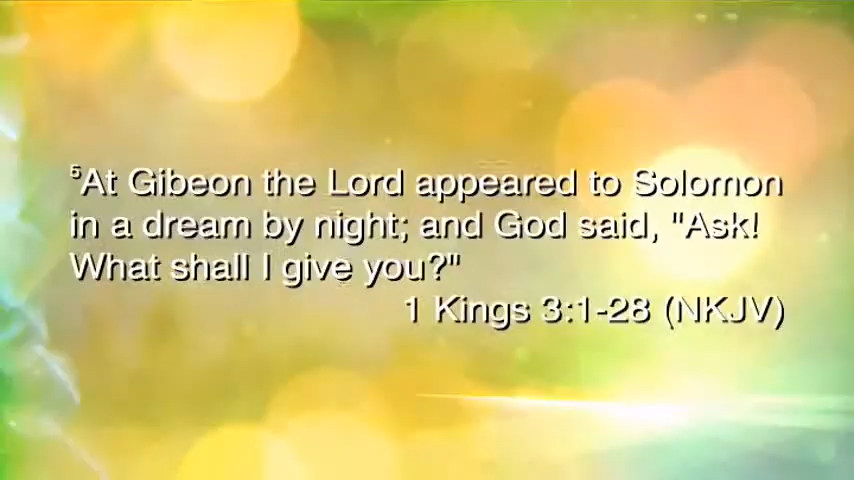 ⁵At Gibeon the Lord appeared to Solomon
in a dream by night; and God said, "Ask!
What shall I give you?"
1 Kings 3:1-28 (NKJV)